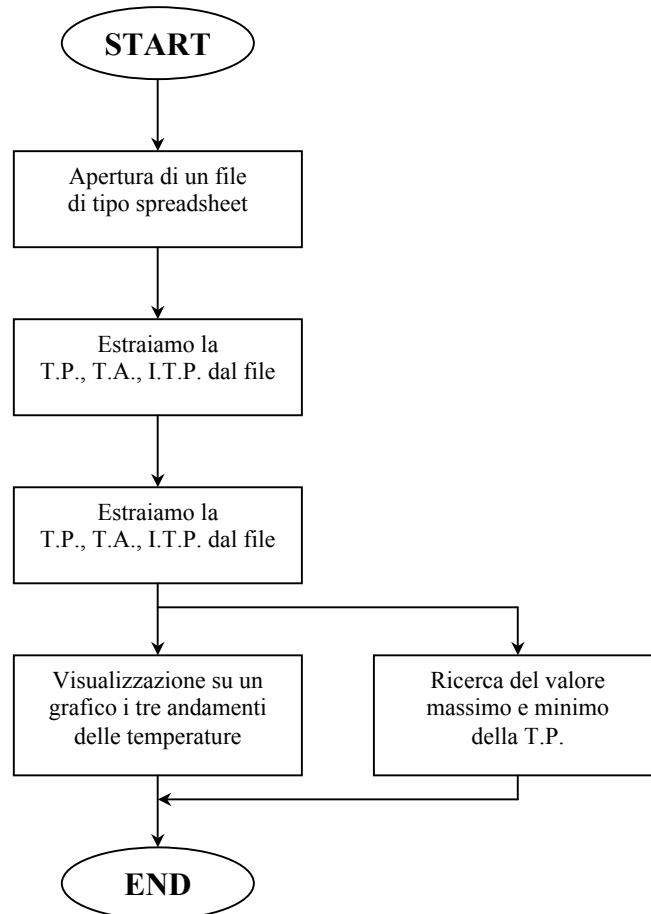 START
Apertura di un file
di tipo spreadsheet
Estraiamo la
T.P., T.A., I.T.P. dal file
Estraiamo la
T.P., T.A., I.T.P. dal file
Visualizzazione su un
grafico i tre andamenti
delle temperature
Ricerca del valore
massimo e minimo
della T.P.
END